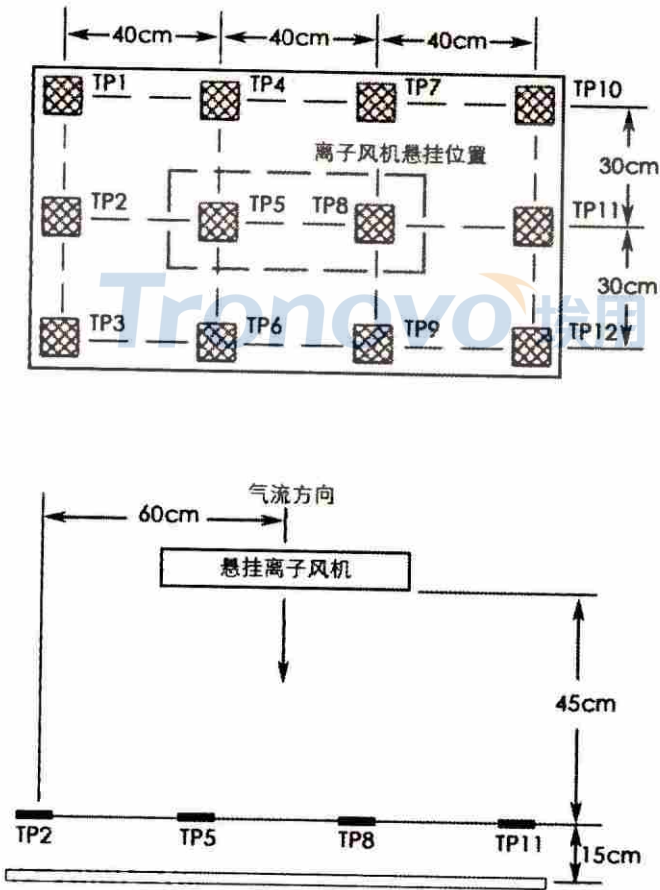 40cm 40cm 40cm
TP1 TP4 TP7 TP10
离子风机悬挂位置
30cm
TP2 TP5 TP8 TP11
30cm
Tronovo 埃用
TP3 TP6 TP9 TP12
气流方向
60cm
悬挂离子风机
45cm
TP2 TP5 TP8 TP11
15cm